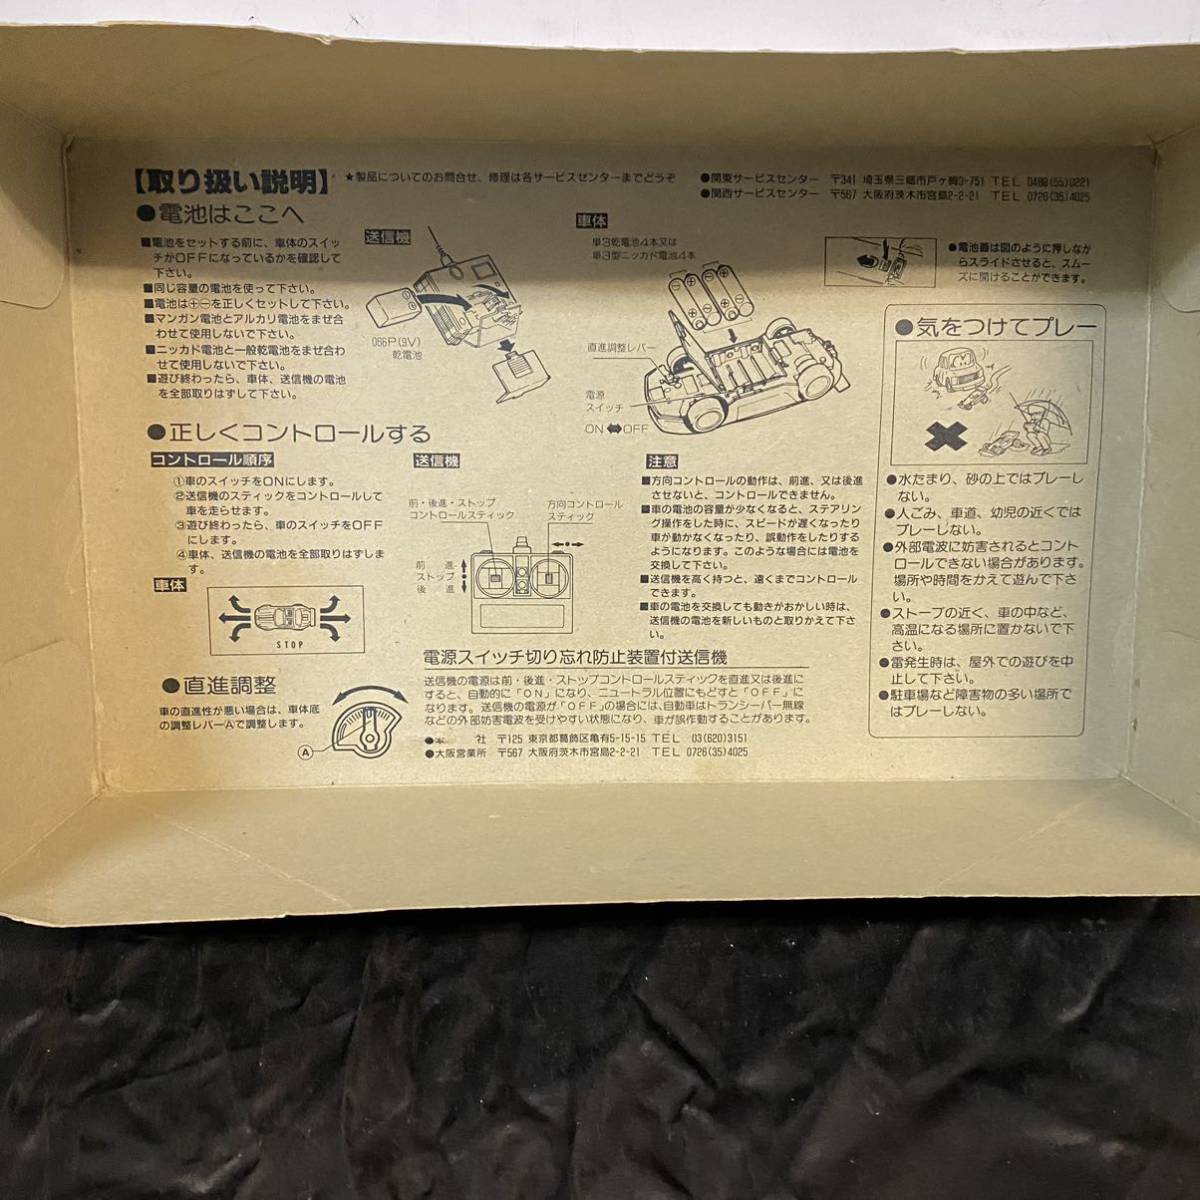 【取り扱い説明】
★製品についてのお問合せ、修理は各サービスセンターまでどうぞ
●関東サービスセンター 〒341 埼玉県三郷市戸ヶ崎3-751 TEL 0489(55)0221
●関西サービスセンター 〒567 大阪府茨木市宮島2-2-21 TEL 0726(35)4025
●電池はここへ
■電池をセットする前に、車体のスイッ
チがOFFになっているかを確認して
下さい。
■同じ容量の電池を使って下さい。
■電池は⊕⊖を正しくセットして下さい。
■マンガン電池とアルカリ電池をまぜ合
わせて使用しないで下さい。
■ニッカド電池と一般乾電池をまぜ合わ
せて使用しないで下さい。
■遊び終わったら、車体、送信機の電池
を全部取りはずして下さい。
送信機
006P(9V)
乾電池
車体
単3乾電池4本又は
単3型ニッカド電池4本
直進調整レバー
電源
スイッチ
ON⇔OFF
●電池蓋は図のように押しなが
らスライドさせると、スムー
ズに開けることができます。
●正しくコントロールする
コントロール順序
①車のスイッチをONにします。
②送信機のスティックをコントロールして
車を走らせます。
③遊び終わったら、車のスイッチをOFF
にします。
④車体、送信機の電池を全部取りはずしま
す。
車体
STOP
送信機
前・後進・ストップ
コントロールスティック
方向コントロール
スティック
前 進
ストップ
後 進
注意
■方向コントロールの動作は、前進、又は後進
させないと、コントロールできません。
■車の電池の容量が少なくなると、ステアリン
グ操作をした時に、スピードが遅くなったり
車が動かなくなったり、誤動作をしたりする
ようになります。このような場合には電池を
交換して下さい。
■送信機を高く持つと、遠くまでコントロール
できます。
■車の電池を交換しても動きがおかしい時は、
送信機の電池を新しいものと取りかえて下さ
い。
●直進調整
車の直進性が悪い場合は、車体底
の調整レバーAで調整します。
A
電源スイッチ切り忘れ防止装置付送信機
送信機の電源は前・後進・ストップコントロールスティックを直進又は後進に
すると、自動的に「ON」になり、ニュートラル位置にもどすと「OFF」に
なります。送信機の電源が「OFF」の場合には、自動車はトランシーバー無線
などの外部妨害電波を受けやすい状態になり、車が誤作動することがあります。
●本 社 〒125 東京都葛飾区亀有5-15-15 TEL 03(620)3151
●大阪営業所 〒567 大阪府茨木市宮島2-2-21 TEL 0726(35)4025
●気をつけてプレー
●水たまり、砂の上ではプレーし
ない。
●人ごみ、車道、幼児の近くでは
プレーしない。
●外部電波に妨害されるとコント
ロールできない場合があります。
場所や時間をかえて遊んで下さ
い。
●ストーブの近く、車の中など、
高温になる場所に置かないで下
さい。
●雷発生時は、屋外での遊びを中
止して下さい。
●駐車場など障害物の多い場所で
はプレーしない。